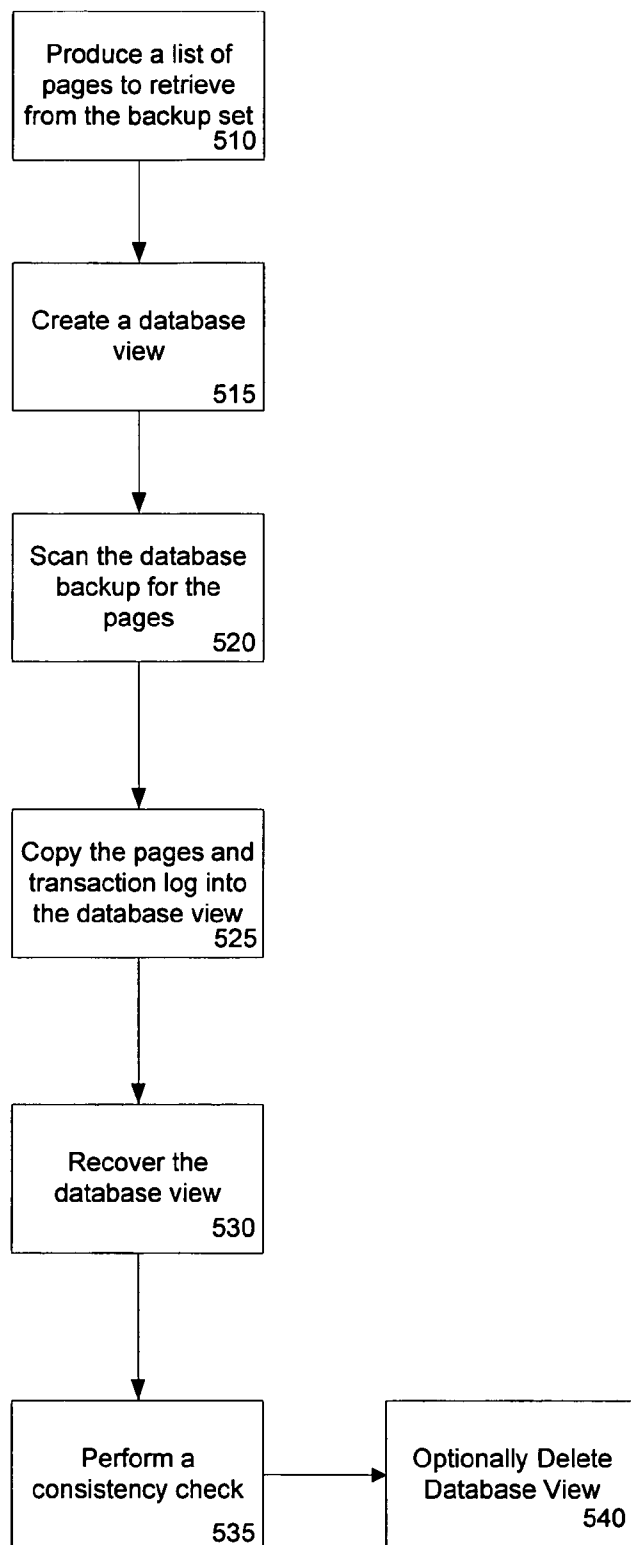 Produce a list of
pages to retrieve
from the backup set
510
Create a database
view
515
Scan the database
backup for the
pages
520
Copy the pages and
transaction log into
the database view
525
Recover the
database view
530
Perform a
consistency check
535
Optionally Delete
Database View
540